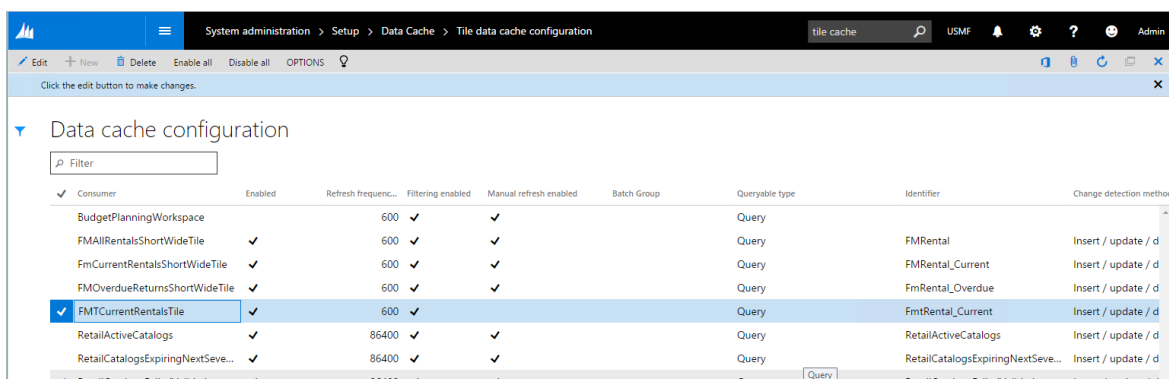 System administration > Setup > Data Cache > Tile data cache configuration tile cache USMF ? Admin
Edit + New Delete Enable all Disable all OPTIONS
Click the edit button to make changes.
Data cache configuration
Filter
Consumer Enabled Refresh frequenc... Filtering enabled Manual refresh enabled Batch Group Queryable type Identifier Change detection metho
BudgetPlanningWorkspace 600 Query
FMAllRentalsShortWideTile 600 Query FMRental Insert / update / d
FmCurrentRentalsShortWideTile 600 Query FMRental_Current Insert / update / d
FMOverdueReturnsShortWideTile 600 Query FmRental_Overdue Insert / update / d
FMTCurrentRentalsTile 600 Query FmtRental_Current Insert / update / d
RetailActiveCatalogs 86400 Query RetailActiveCatalogs Insert / update / d
RetailCatalogsExpiringNextSeve... 86400 Query RetailCatalogsExpiringNextSeve... Insert / update / d
Query